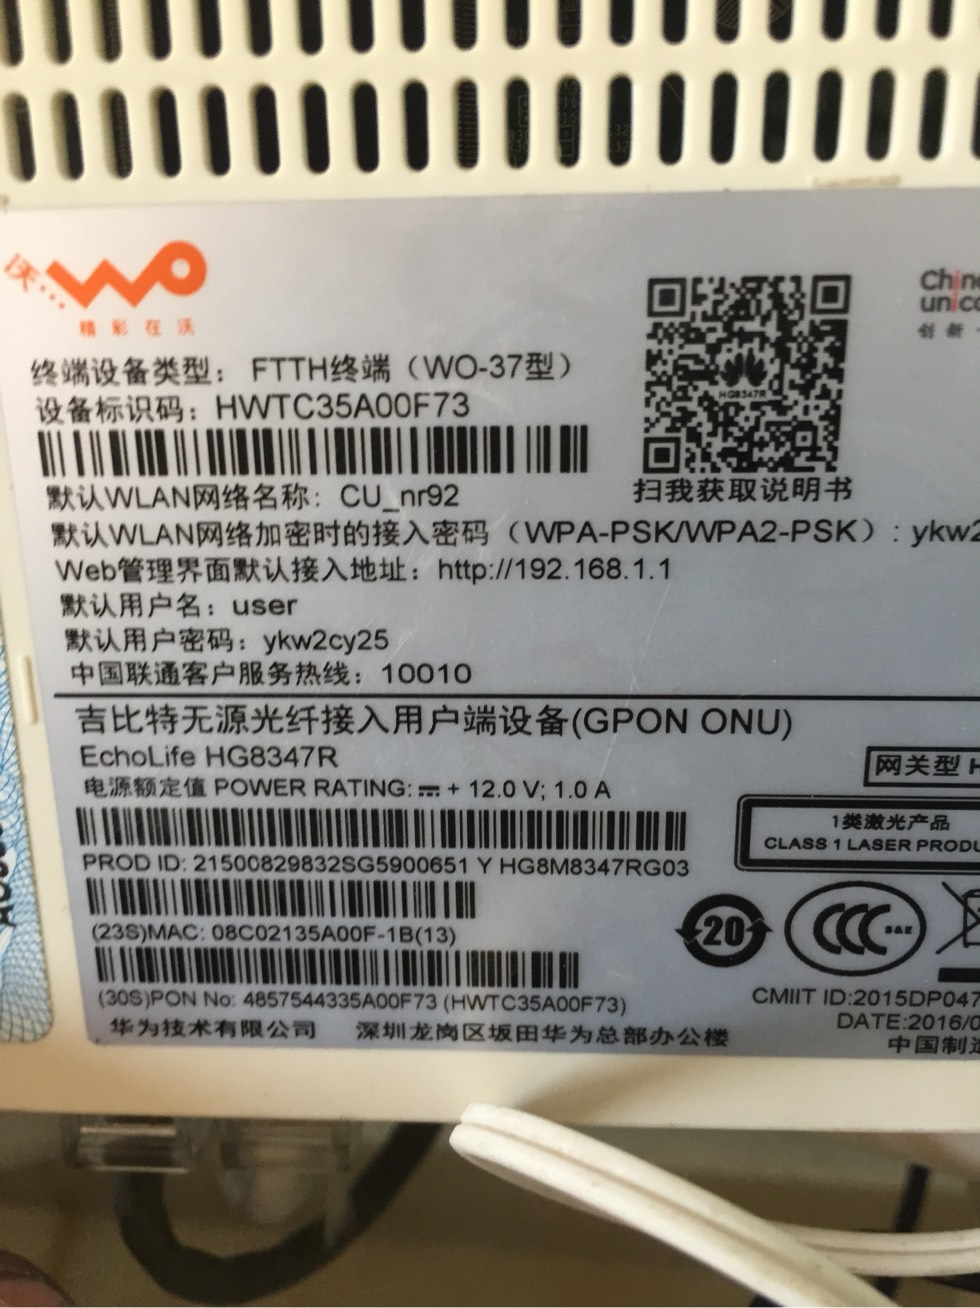 沃...
WO
精彩在沃
China
unico
创新
终端设备类型：FTTH终端（WO-37型）
设备标识码：HWTC35A00F73
HG8347R
扫我获取说明书
默认WLAN网络名称：CU_nr92
默认WLAN网络加密时的接入密码（WPA-PSK/WPA2-PSK）：ykw2
Web管理界面默认接入地址：http://192.168.1.1
默认用户名：user
默认用户密码：ykw2cy25
中国联通客户服务热线：10010
吉比特无源光纤接入用户端设备(GPON ONU)
EchoLife HG8347R
网关型 H
电源额定值 POWER RATING: ⎓ + 12.0 V; 1.0 A
1类激光产品
CLASS 1 LASER PRODU
PROD ID: 21500829832SG5900651 Y HG8M8347RG03
(23S)MAC: 08C02135A00F-1B(13)
20
CCC S&E
(30S)PON No: 4857544335A00F73 (HWTC35A00F73)
CMIIT ID:2015DP047
DATE:2016/0
中国制造
华为技术有限公司 深圳龙岗区坂田华为总部办公楼